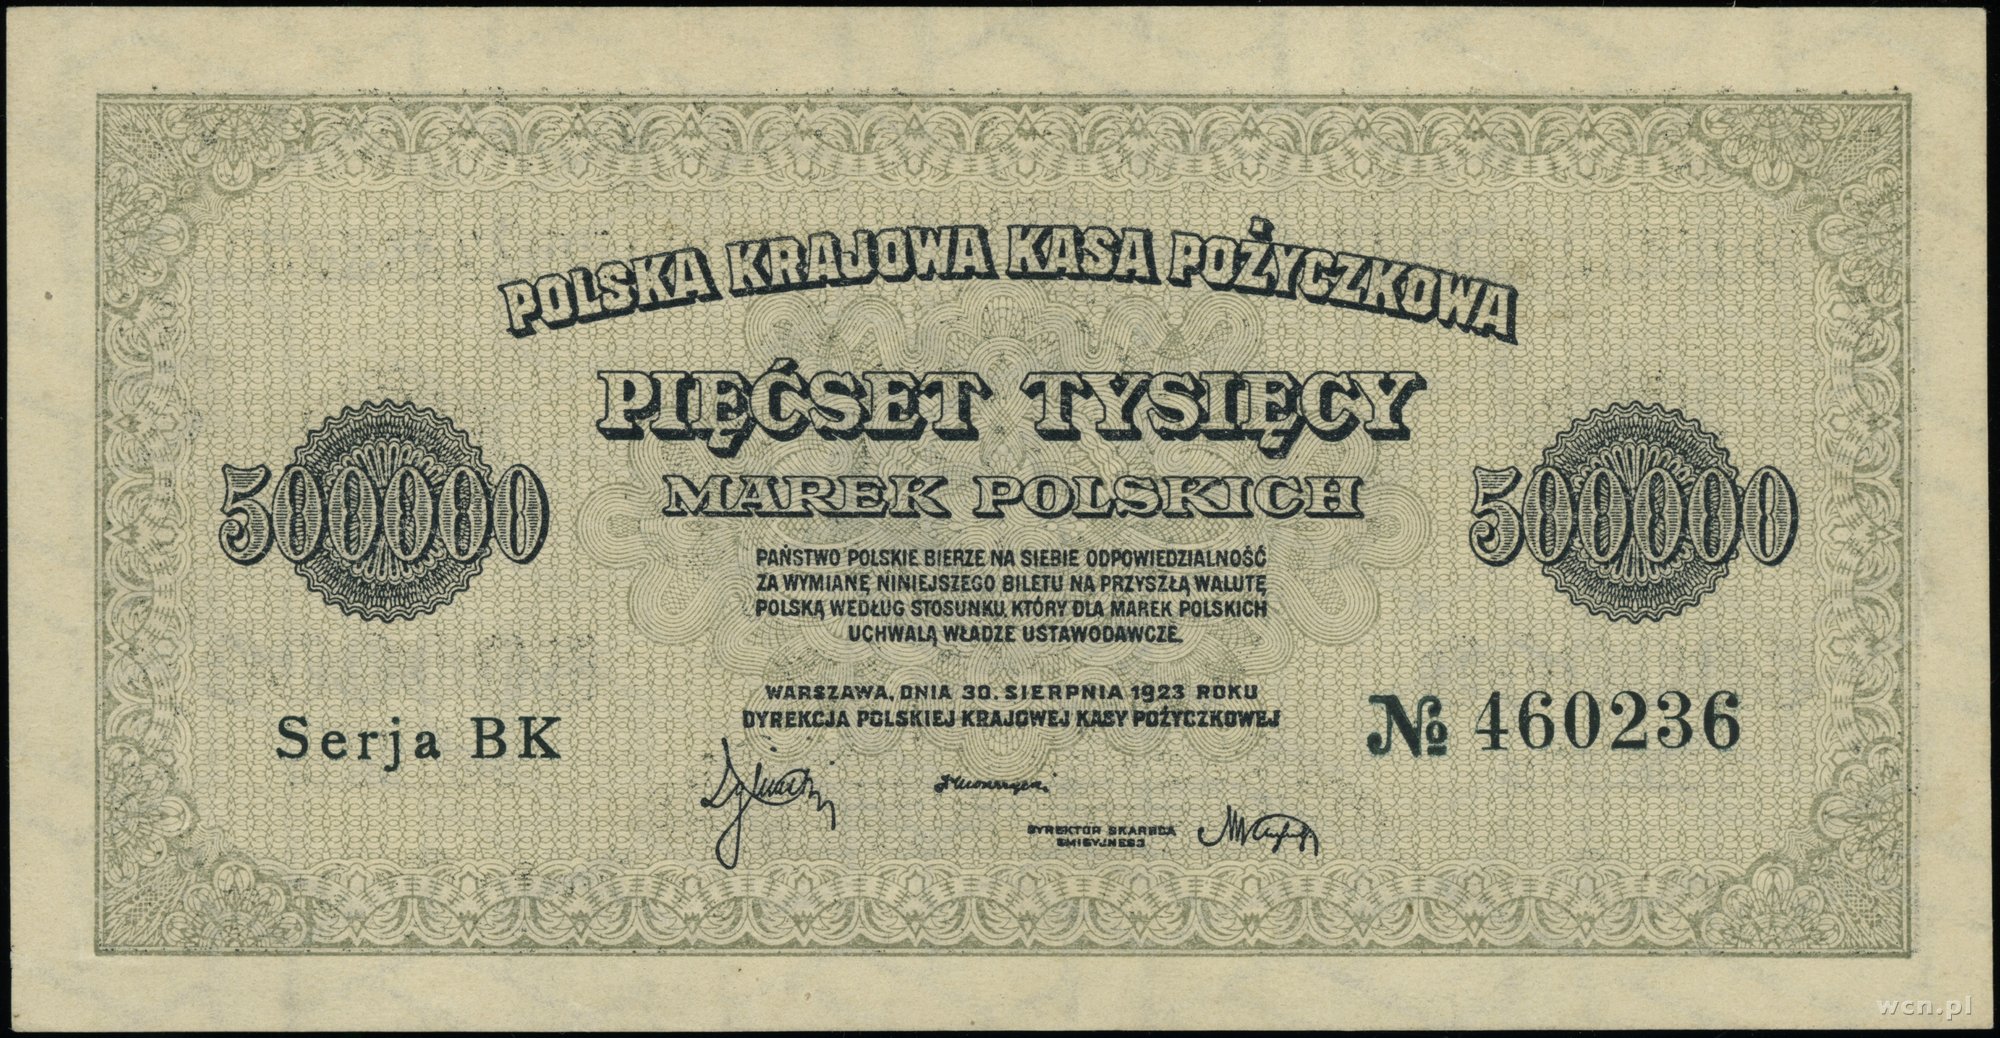 POLSKA KRAJOWA KASA POŻYCZKOWA
PIĘĆSET TYSIĘCY
MAREK POLSKICH
500000
500000
PAŃSTWO POLSKIE BIERZE NA SIEBIE ODPOWIEDZIALNOŚĆ
ZA WYMIANĘ NINIEJSZEGO BILETU NA PRZYSZŁĄ WALUTĘ
POLSKĄ WEDŁUG STOSUNKU, KTÓRY DLA MAREK POLSKICH
UCHWALĄ WŁADZE USTAWODAWCZE.
WARSZAWA, DNIA 30. SIERPNIA 1923 ROKU
DYREKCJA POLSKIEJ KRAJOWEJ KASY POŻYCZKOWEJ
Serja BK
№ 460236
DYREKTOR SKARBCA
EMISYJNEGO
wcn.pl